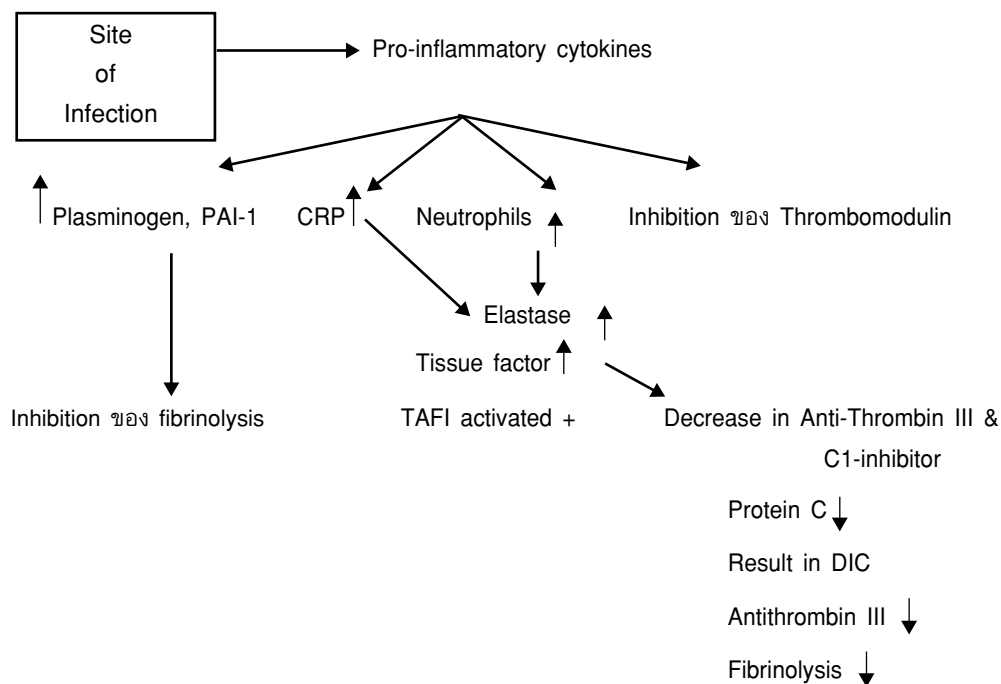 Site
of
Infection
Pro-inflammatory cytokines
Plasminogen, PAI-1
CRP
Neutrophils
Inhibition ของ Thrombomodulin
Elastase
Tissue factor
Inhibition ของ fibrinolysis
TAFI activated +
Decrease in Anti-Thrombin III &
C1-inhibitor
Protein C
Result in DIC
Antithrombin III
Fibrinolysis